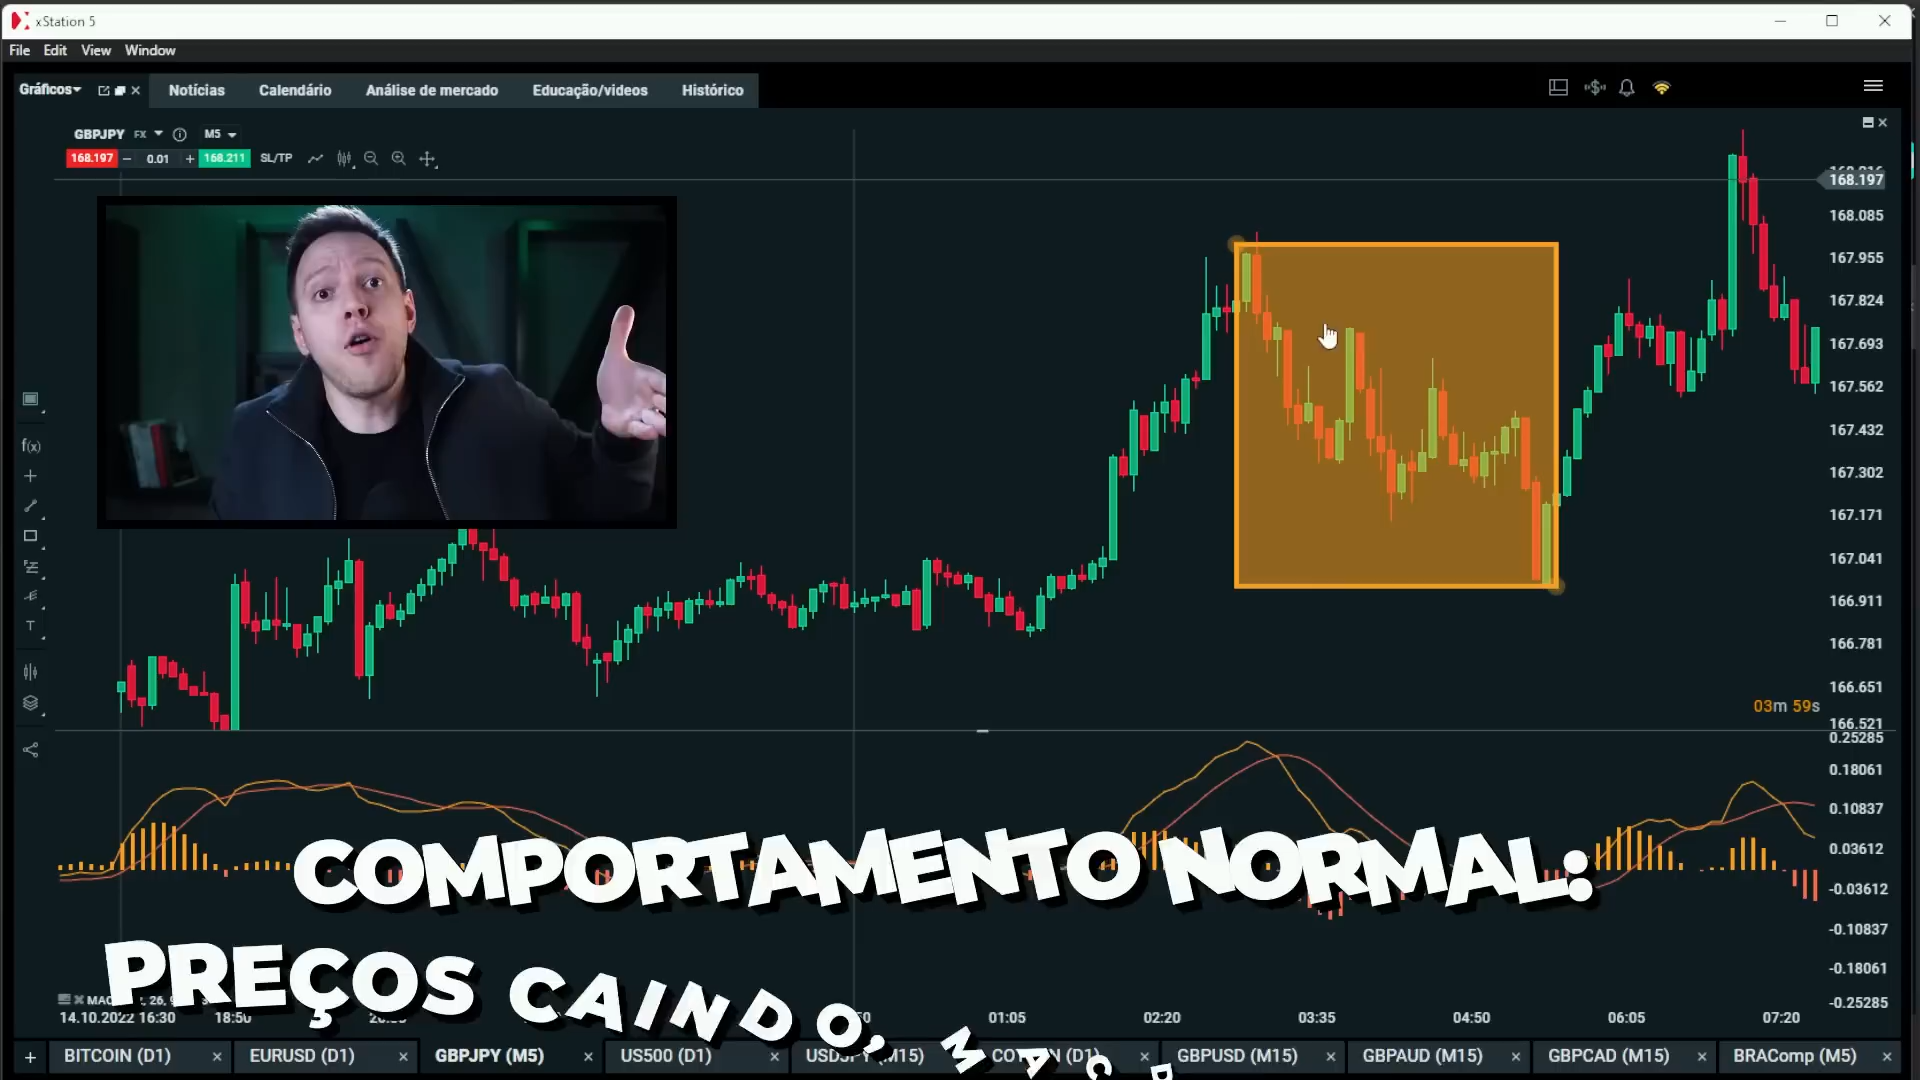 xStation 5
File Edit View Window
Gráficos Notícias Calendário Análise de mercado Educação/videos Histórico
GBPJPY FX M5
168.197 0.01 168.211 SL/TP
168.197
168.085
167.955
167.824
167.693
167.562
167.432
167.302
167.171
167.041
166.911
166.781
166.651
03m 59s
166.521
f(x)
T
0.25285
0.18061
0.10837
0.03612
-0.03612
-0.10837
-0.18061
-0.25285
COMPORTAMENTO NORMAL:
PREÇOS CAINDO, MACD
14.10.2022 16:30 18:50 01:05 02:20 03:35 04:50 06:05 07:20
BITCOIN (D1) EURUSD (D1) GBPJPY (M5) US500 (D1) GBPUSD (M15) GBPAUD (M15) GBPCAD (M15) BRAComp (M5)